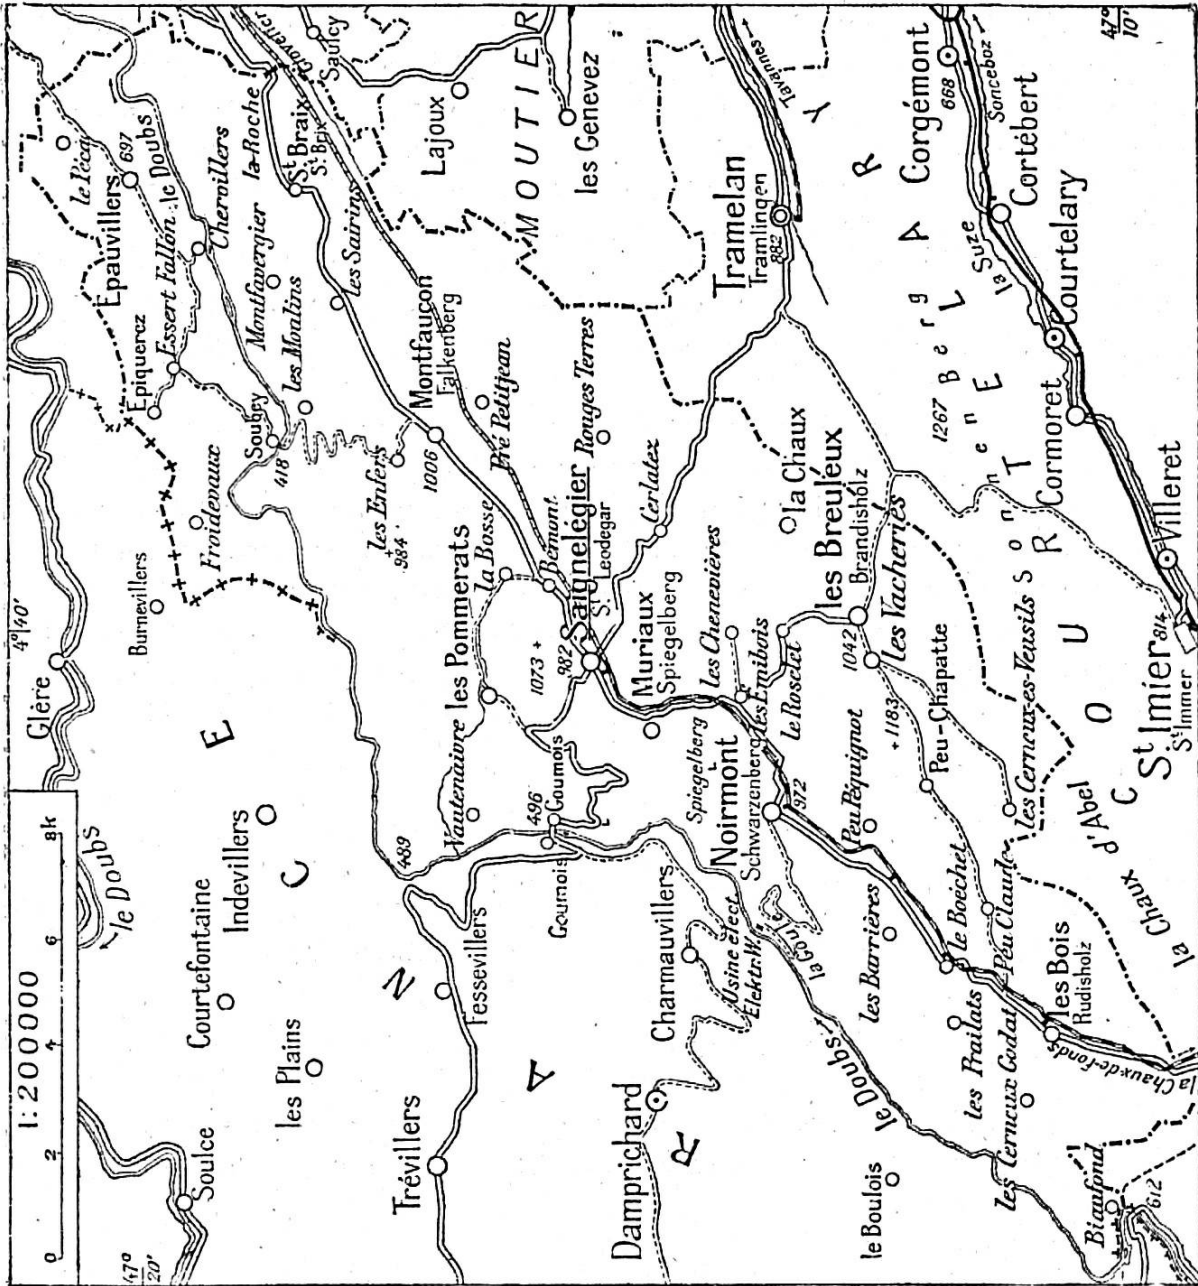 1:200000
0 2 4 6 8k
47° 20'
4° 40'
Soulce
le Doubs
Glère
Courtefontaine
Indevillers
les Plains
Burnevillers
Froidevaux
Epiquerez
Epauvillers
le Pécal
697
Essert Fallon
le Doubs
Chervillers
Soubey
418
Montfavergier
les Moulins
la Roche
Glovelier
St Braix
St Brix
Saulcy
les Sairins
Lajoux
MOUTIER
les Genevez
F R A N C E
Trévillers
Fessevillers
489
Vautenaivre
les Pommerats
la Bosse
les Enfers
984
1006
Montfaucon
Falkenberg
Pré Petitjean
Bémont
1073
982
Saignelégier
St Leodegar
Rouges Terres
Cerlatez
Goumois
496
Goumois
Muriaux
Spiegelberg
Spiegelberg
les Chenevières
les Emibois
le Roselet
la Chaux
les Breuleux
Brandisholz
1042
les Vacheries
Tramelan
Tramlingen
882
Tavannes
Damprichard
Charmauvillers
Usine elect.
Elektr. W.
la Goule
Noirmont
Schwarzenberg
972
Peu Péquignot
+1183
Peu-Chapatte
les Cerneux-es-Veusils
le Boulois
le Doubs
les Barrières
le Boéchet
Peu Claude
les Prailats
les Cerneux Godat
les Bois
Rudisholz
la Chaux-de-Fonds
Biaufond
612
la Chaux d'Abel
C O U R T E L A R Y
Sonnenberg
1267
St Imier
St Immer
814
Villeret
Cormoret
Courtelary
la Suze
Cortébert
Corgémont
668
Sonceboz
47° 10'